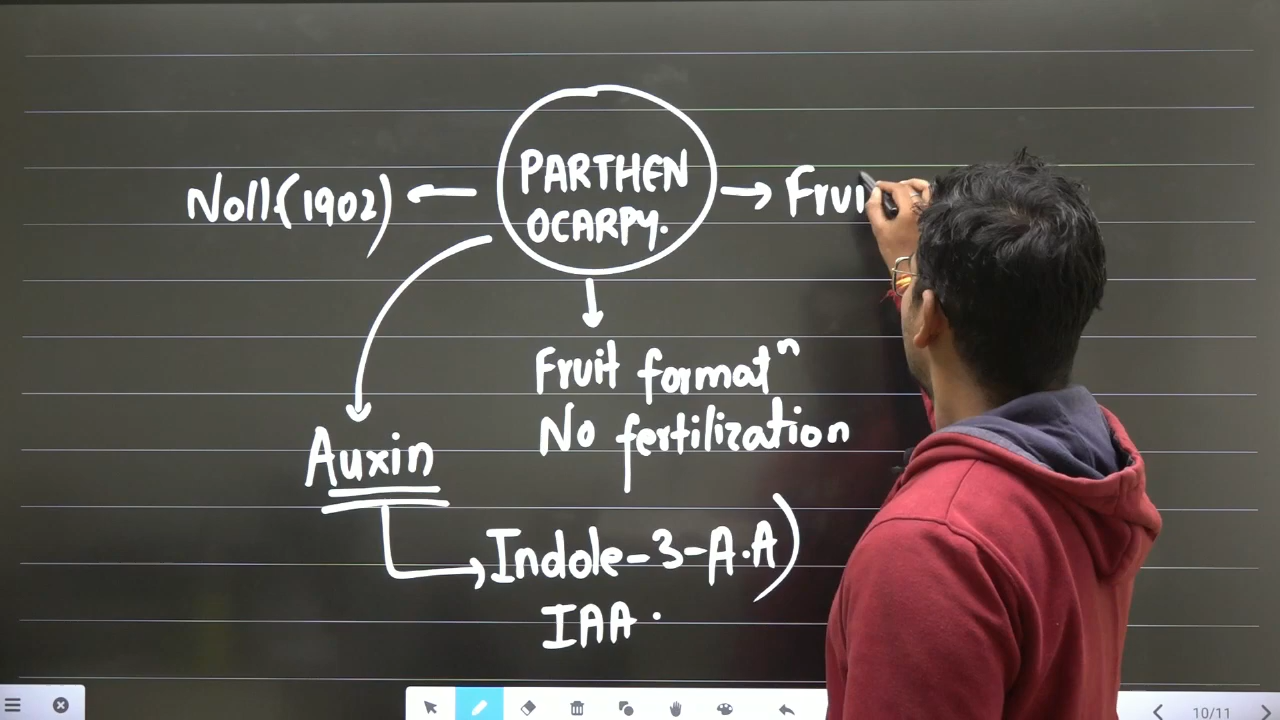 PARTHEN
OCARPY.
Noll (1902)
Frui
Fruit formatⁿ
No fertilization
Auxin
Indole-3-A.A)
IAA.
10/11